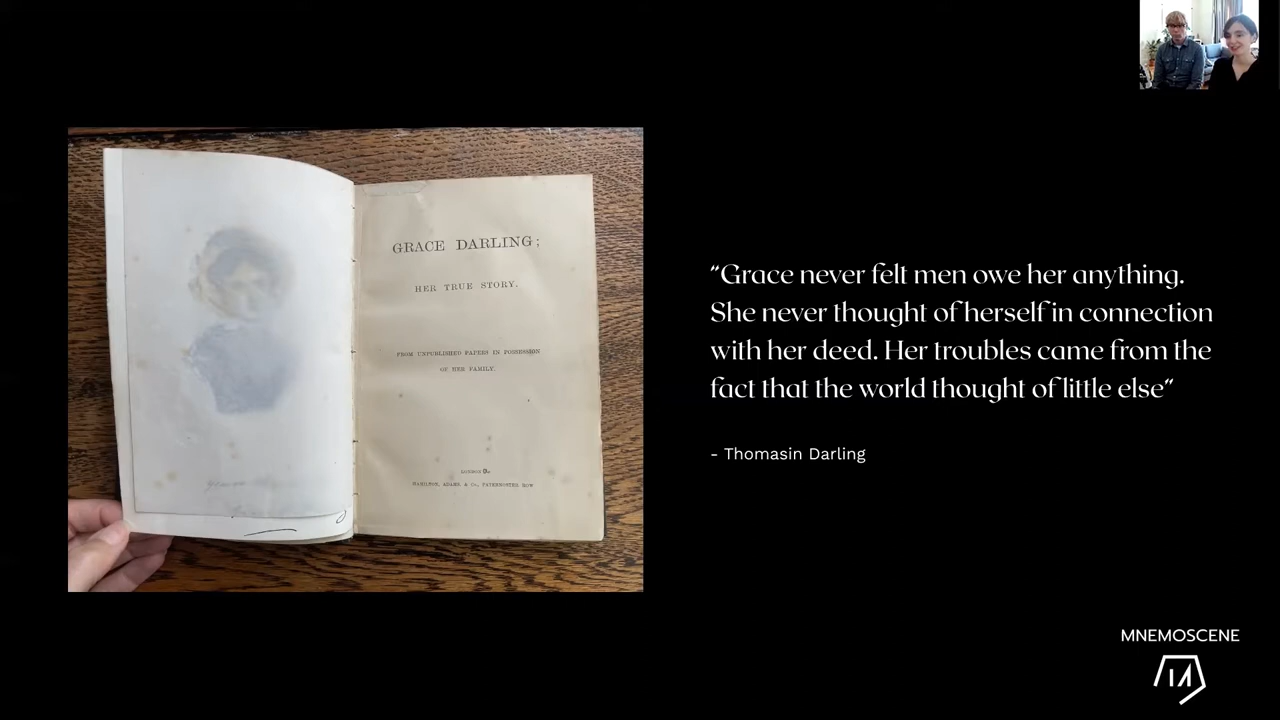 GRACE DARLING;
HER TRUE STORY.
FROM UNPUBLISHED PAPERS IN POSSESSION
OF HER FAMILY.
LONDON
HAMILTON, ADAMS & Co., PATERNOSTER ROW
"Grace never felt men owe her anything.
She never thought of herself in connection
with her deed. Her troubles came from the
fact that the world thought of little else"
- Thomasin Darling
MNEMOSCENE